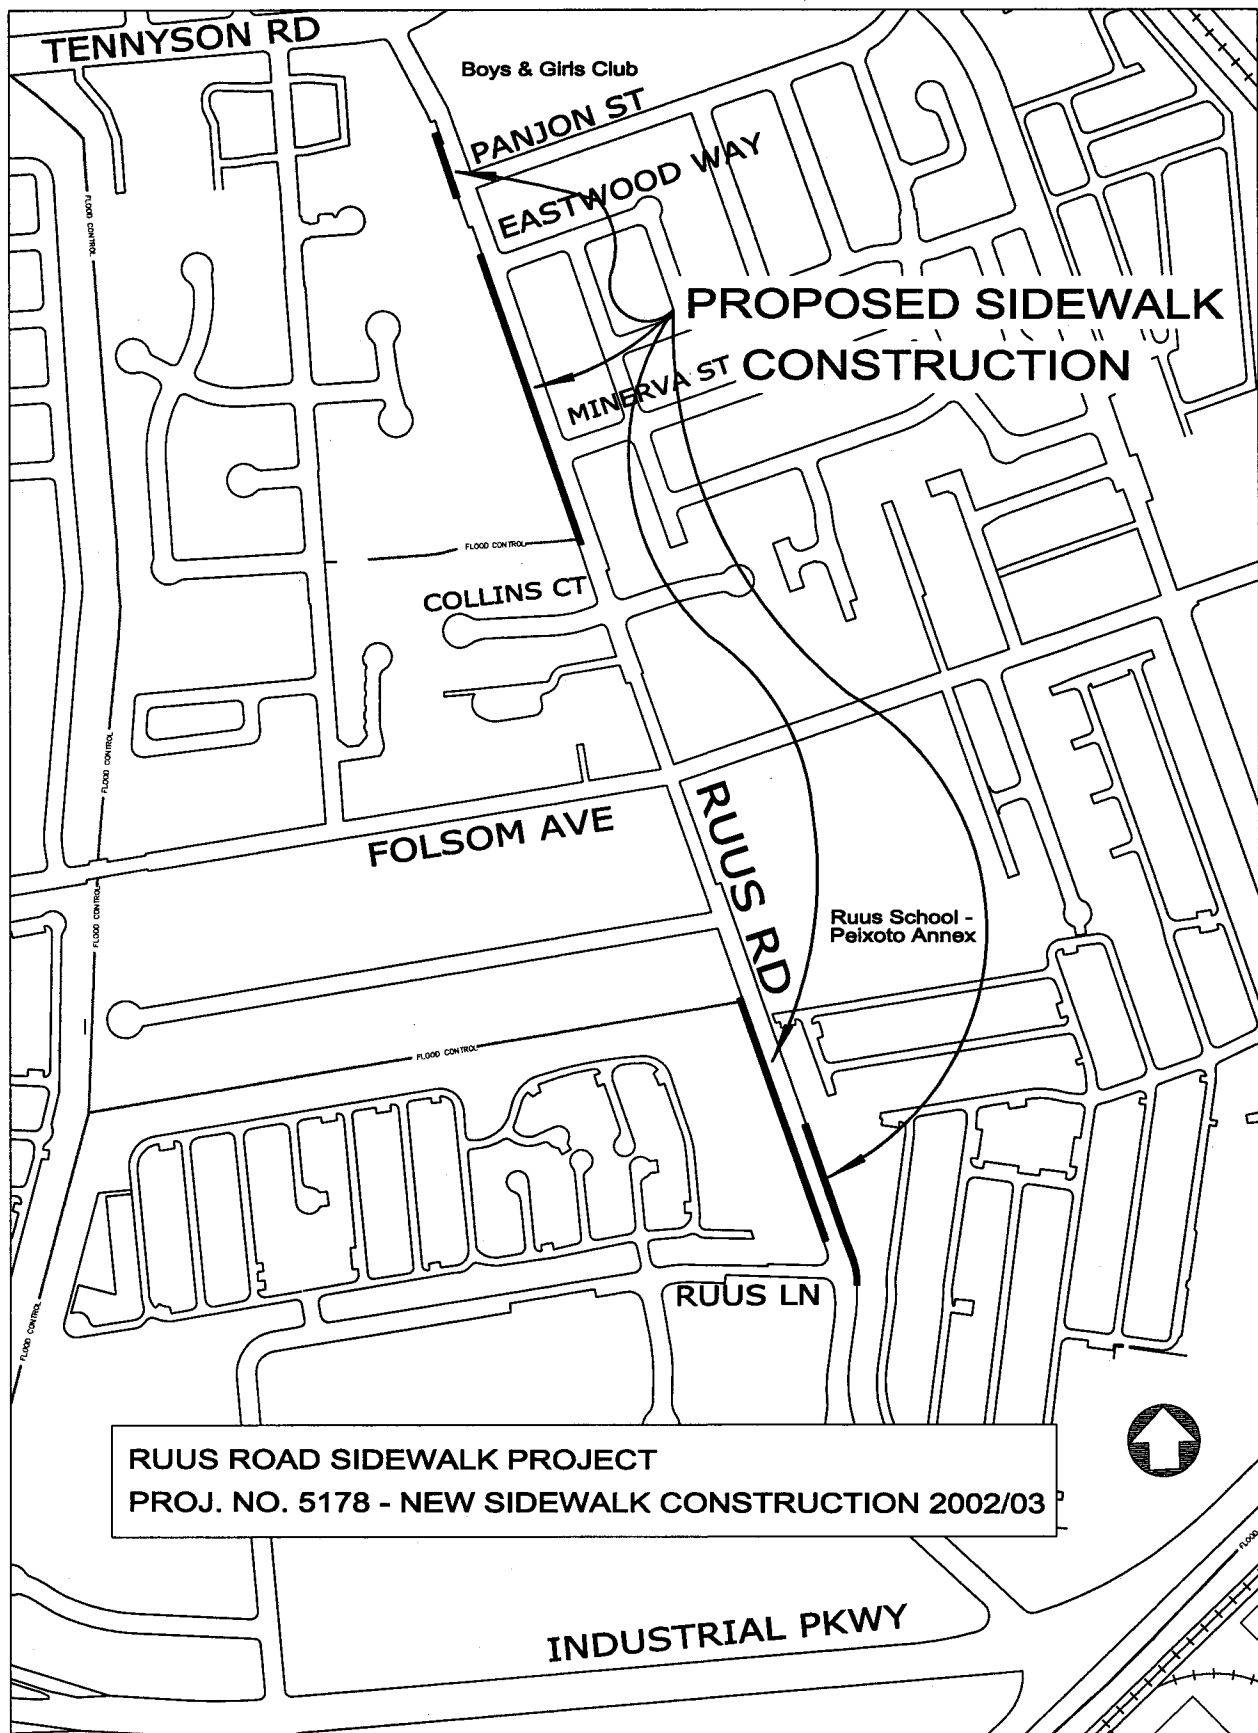 TENNYSON RD
Boys & Girls Club
PANJON ST
EASTWOOD WAY
FLOOD CONTROL
PROPOSED SIDEWALK
CONSTRUCTION
MINERVA ST
FLOOD CONTROL
COLLINS CT
FLOOD CONTROL
RUUS RD
FOLSOM AVE
FLOOD CONTROL
Ruus School -
Peixoto Annex
FLOOD CONTROL
RUUS LN
FLOOD CONTROL
RUUS ROAD SIDEWALK PROJECT
PROJ. NO. 5178 - NEW SIDEWALK CONSTRUCTION 2002/03
FLOOD
INDUSTRIAL PKWY